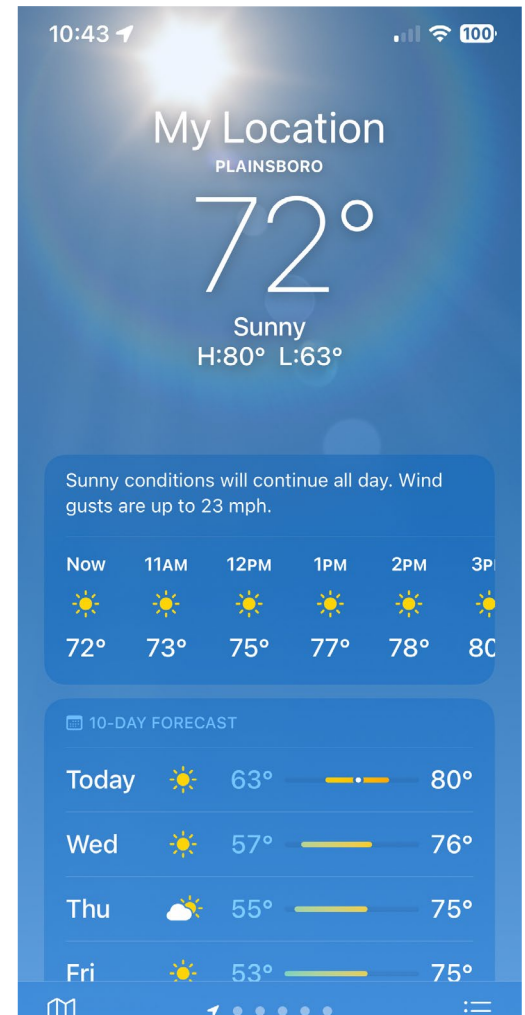 10:43 100
My Location
PLAINSBORO
72°
Sunny
H:80° L:63°
Sunny conditions will continue all day. Wind
gusts are up to 23 mph.
Now 11AM 12PM 1PM 2PM 3P
72° 73° 75° 77° 78° 80
10-DAY FORECAST
Today 63° 80°
Wed 57° 76°
Thu 55° 75°
Fri 53° 75°